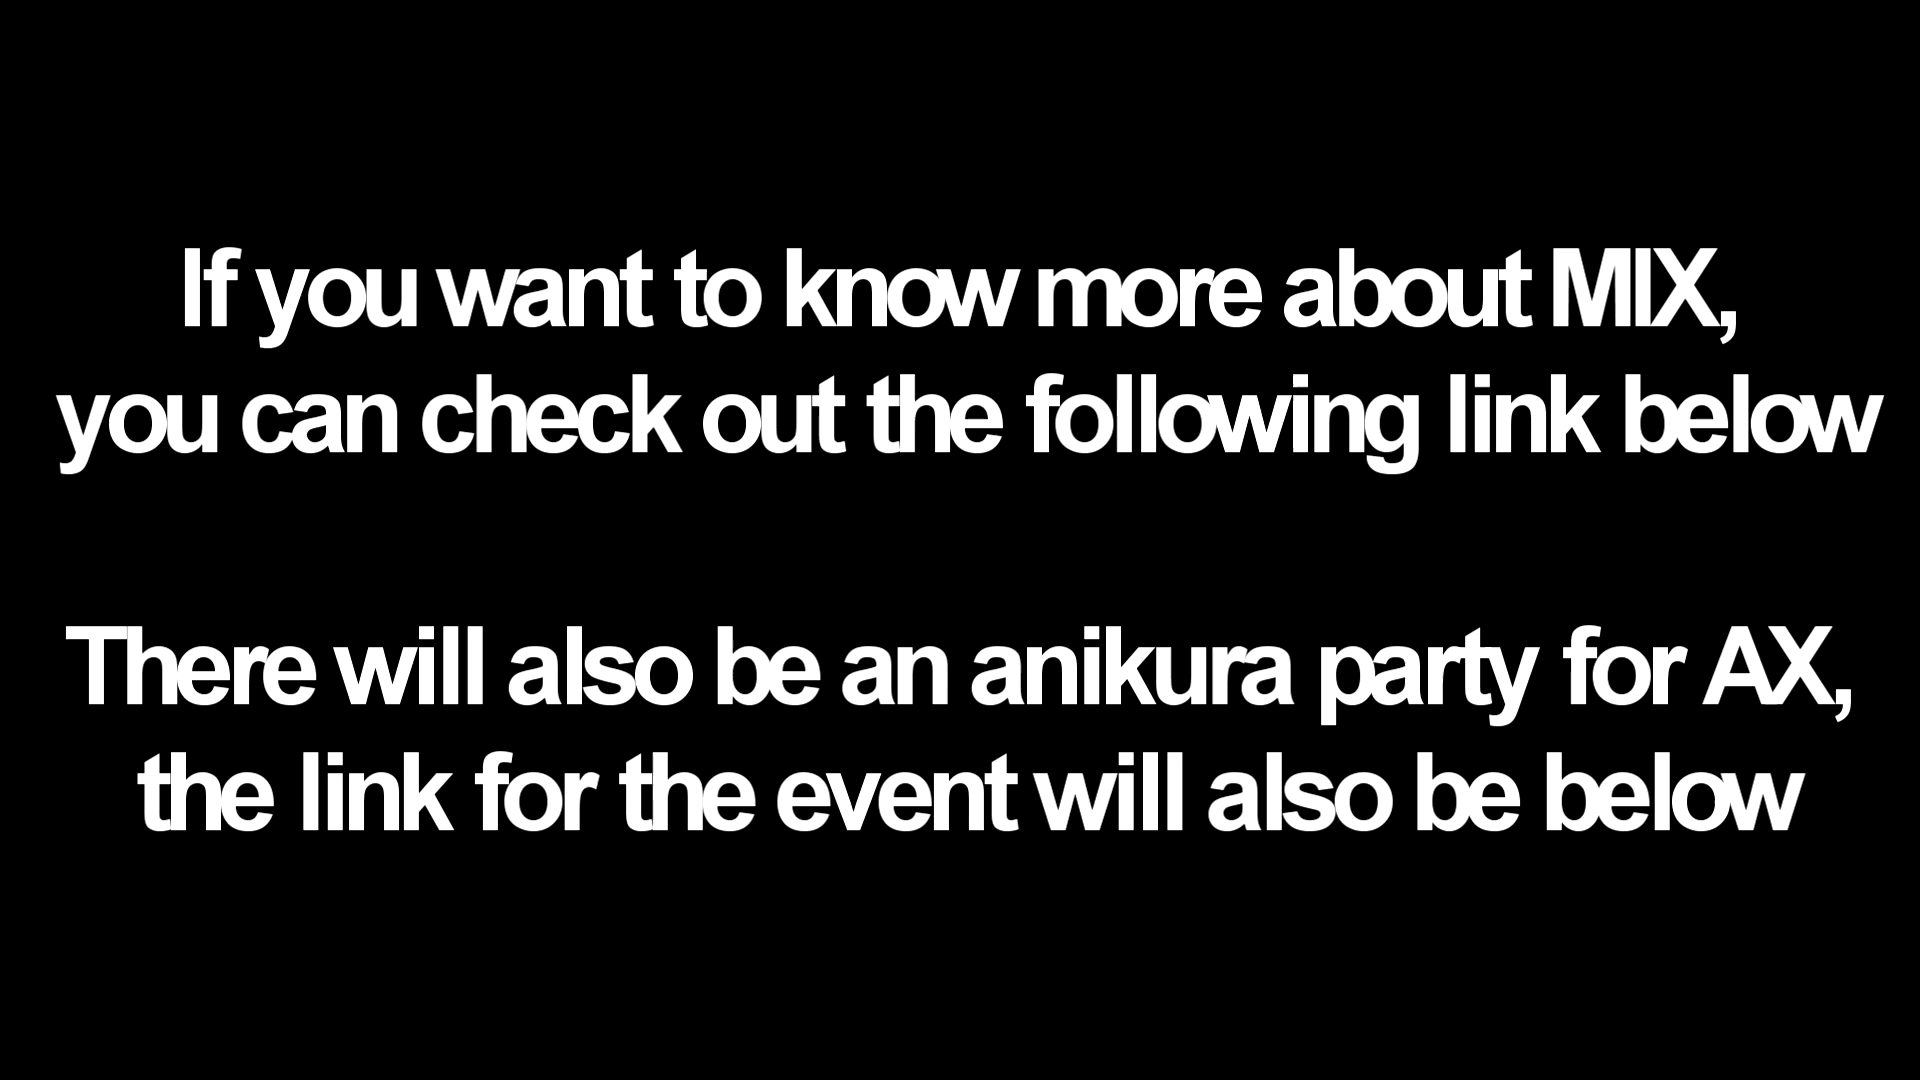 If you want to know more about MIX,
you can check out the following link below
There will also be an anikura party for AX,
the link for the event will also be below